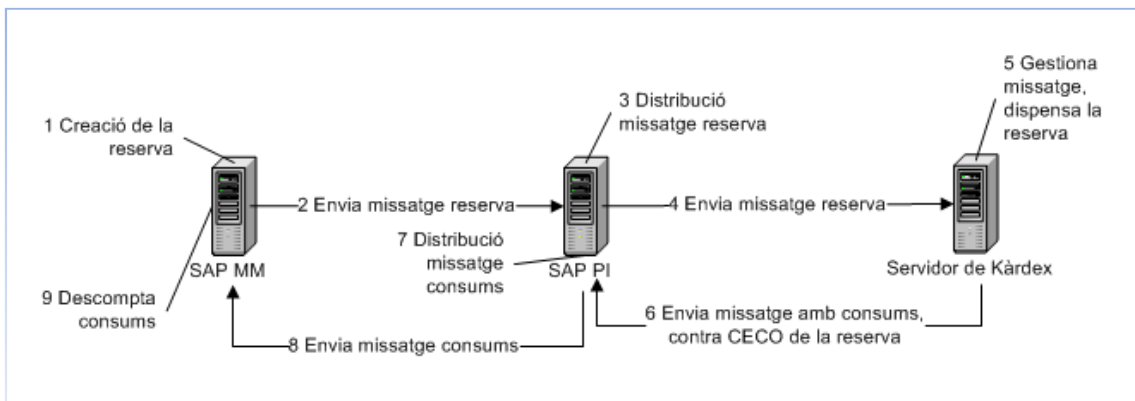 5 Gestiona
missatge,
dispensa la
reserva
3 Distribució
missatge reserva
1 Creació de la
reserva
2 Envia missatge reserva
4 Envia missatge reserva
7 Distribució
missatge
consums
SAP MM
SAP PI
Servidor de Kàrdex
9 Descompta
consums
6 Envia missatge amb consums,
contra CECO de la reserva
8 Envia missatge consums